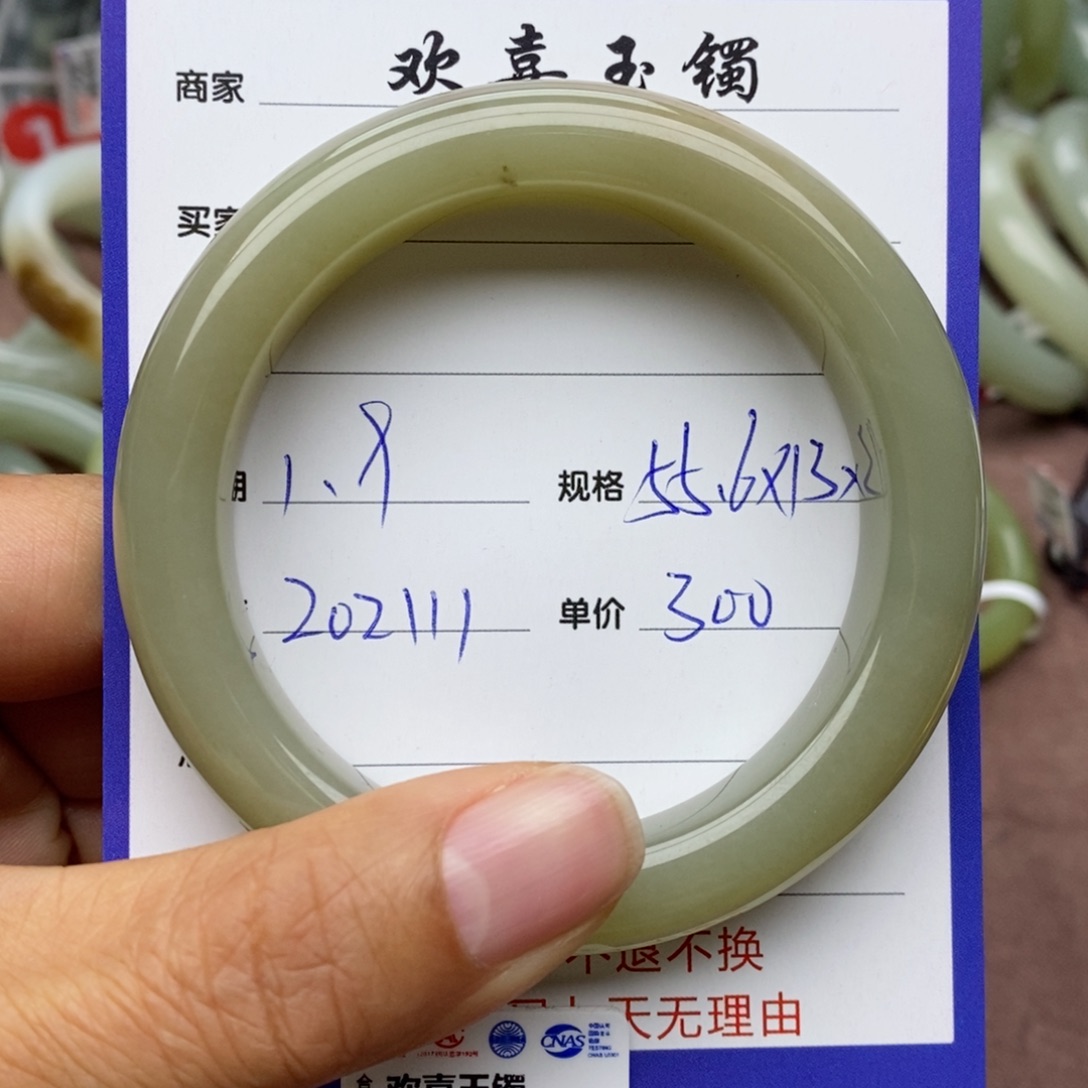 商家 欢喜玉镯
买家
1、8
规格 55.6x13x
202111
单价 300
不退不换
天无理由
CNAS
欢喜玉镯